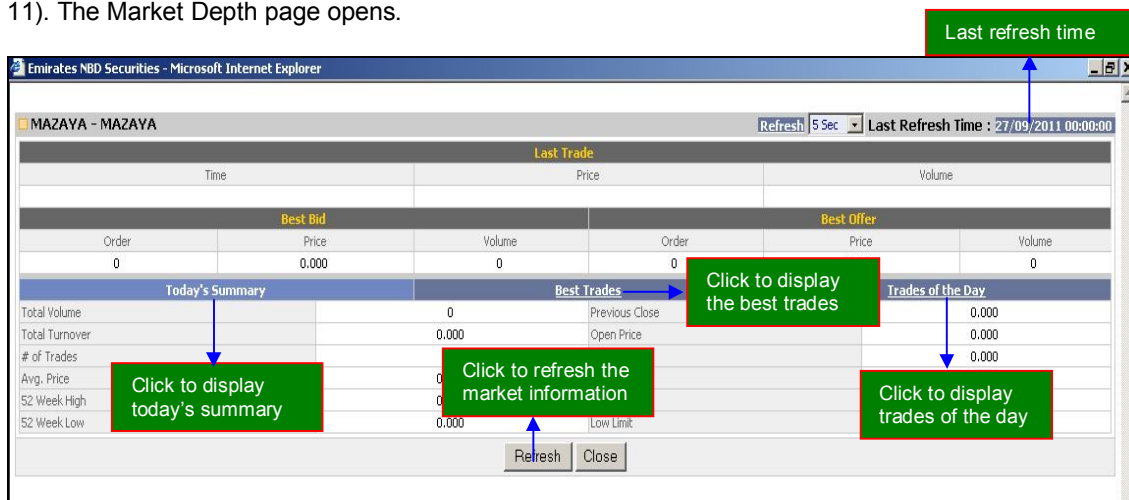 11). The Market Depth page opens.
Last refresh time
Emirates NBD Securities - Microsoft Internet Explorer
MAZAYA - MAZAYA Refresh 5 Sec Last Refresh Time : 27/09/2011 00:00:00
Last Trade
Time Price Volume
Best Bid Best Offer
Order Price Volume Order Price Volume
0 0.000 0 0 0
Today's Summary Best Trades Trades of the Day
Click to display
the best trades
Total Volume 0 Previous Close 0.000
Total Turnover 0.000 Open Price 0.000
# of Trades 0.000
Avg. Price
52 Week High
52 Week Low 0.000 Low Limit
Click to display
today's summary
Click to refresh the
market information
Click to display
trades of the day
Refresh Close